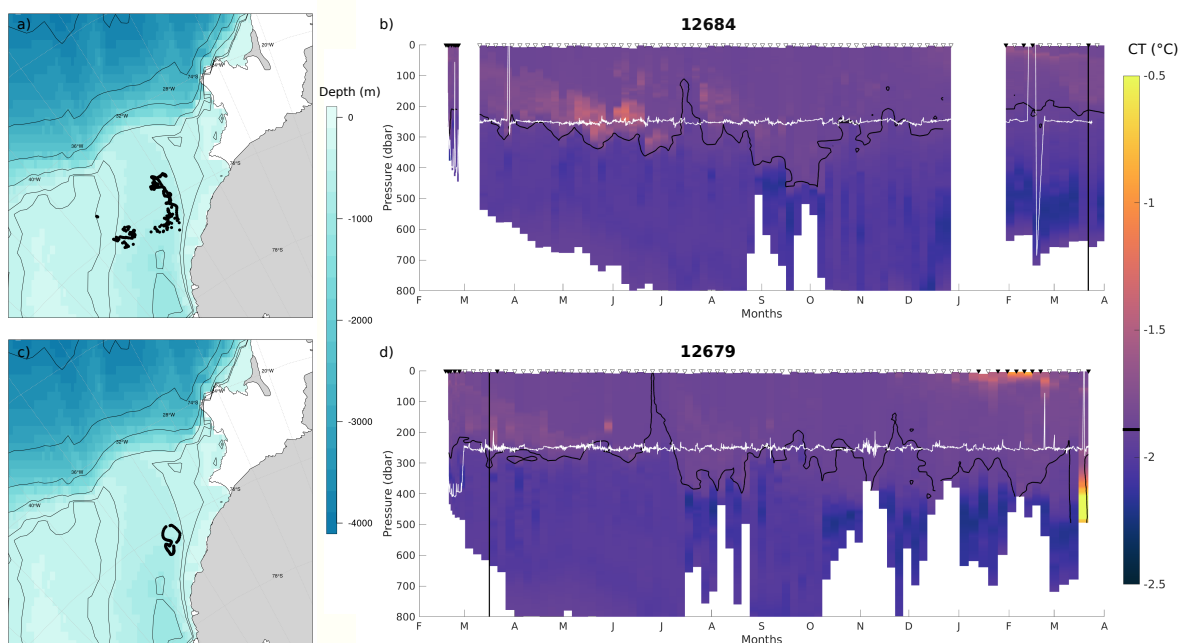 a)
20°W
74°S
28°W
32°W
36°W
40°W
76°S
78°S
Depth (m)
0
-1000
-2000
-3000
-4000
b)
12684
0
100
200
300
400
500
600
700
800
Pressure (dbar)
F M A M J J A S O N D J F M A
Months
CT (°C)
-0.5
-1
-1.5
-2
-2.5
c)
20°W
74°S
28°W
32°W
36°W
40°W
76°S
78°S
d)
12679
0
100
200
300
400
500
600
700
800
Pressure (dbar)
F M A M J J A S O N D J F M A
Months